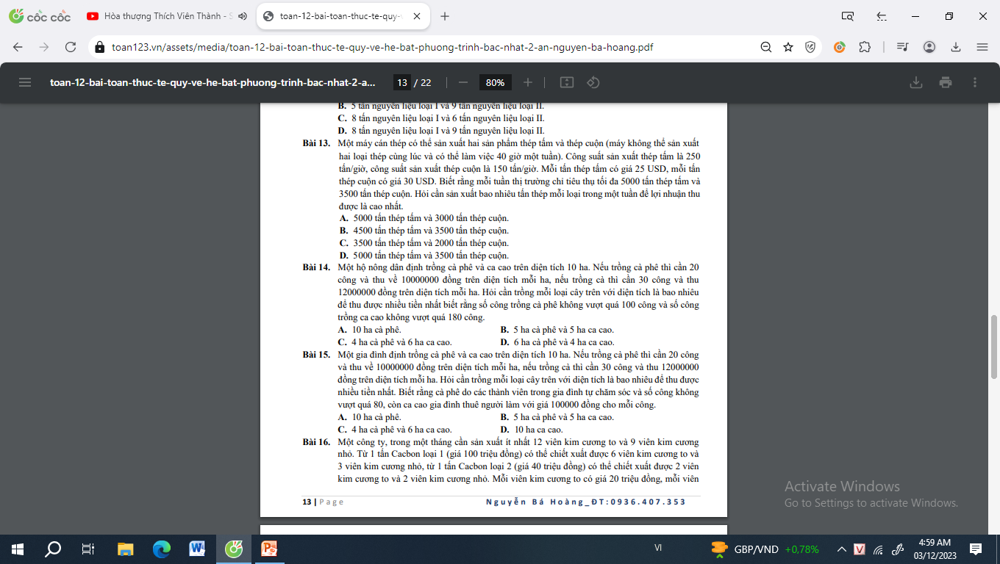 cốc cốc
Hòa thượng Thích Viên Thành - S
toan-12-bai-toan-thuc-te-quy-v
toan123.vn/assets/media/toan-12-bai-toan-thuc-te-quy-ve-he-bat-phuong-trinh-bac-nhat-2-an-nguyen-ba-hoang.pdf
toan-12-bai-toan-thuc-te-quy-ve-he-bat-phuong-trinh-bac-nhat-2-a... 13 / 22 80%
B. 5 tấn nguyên liệu loại I và 9 tấn nguyên liệu loại II.
C. 8 tấn nguyên liệu loại I và 6 tấn nguyên liệu loại II.
D. 8 tấn nguyên liệu loại I và 9 tấn nguyên liệu loại II.
Bài 13. Một máy cán thép có thể sản xuất hai sản phẩm thép tấm và thép cuộn (máy không thể sản xuất
hai loại thép cùng lúc và có thể làm việc 40 giờ một tuần). Công suất sản xuất thép tấm là 250
tấn/giờ, công suất sản xuất thép cuộn là 150 tấn/giờ. Mỗi tấn thép tấm có giá 25 USD, mỗi tấn
thép cuộn có giá 30 USD. Biết rằng mỗi tuần thị trường chỉ tiêu thụ tối đa 5000 tấn thép tấm và
3500 tấn thép cuộn. Hỏi cần sản xuất bao nhiêu tấn thép mỗi loại trong một tuần để lợi nhuận thu
được là cao nhất.
A. 5000 tấn thép tấm và 3000 tấn thép cuộn.
B. 4500 tấn thép tấm và 3500 tấn thép cuộn.
C. 3500 tấn thép tấm và 2000 tấn thép cuộn.
D. 5000 tấn thép tấm và 3500 tấn thép cuộn.
Bài 14. Một hộ nông dân định trồng cà phê và ca cao trên diện tích 10 ha. Nếu trồng cà phê thì cần 20
công và thu về 10000000 đồng trên diện tích mỗi ha, nếu trồng cà thì cần 30 công và thu
12000000 đồng trên diện tích mỗi ha. Hỏi cần trồng mỗi loại cây trên với diện tích là bao nhiêu
để thu được nhiều tiền nhất biết rằng số công trồng cà phê không vượt quá 100 công và số công
trồng ca cao không vượt quá 180 công.
A. 10 ha cà phê. B. 5 ha cà phê và 5 ha ca cao.
C. 4 ha cà phê và 6 ha ca cao. D. 6 ha cà phê và 4 ha ca cao.
Bài 15. Một gia đình định trồng cà phê và ca cao trên diện tích 10 ha. Nếu trồng cà phê thì cần 20 công
và thu về 10000000 đồng trên diện tích mỗi ha, nếu trồng cà thì cần 30 công và thu 12000000
đồng trên diện tích mỗi ha. Hỏi cần trồng mỗi loại cây trên với diện tích là bao nhiêu để thu được
nhiều tiền nhất. Biết rằng cà phê do các thành viên trong gia đình tự chăm sóc và số công không
vượt quá 80, còn ca cao gia đình thuê người làm với giá 100000 đồng cho mỗi công.
A. 10 ha cà phê. B. 5 ha cà phê và 5 ha ca cao.
C. 4 ha cà phê và 6 ha ca cao. D. 10 ha ca cao.
Bài 16. Một công ty, trong một tháng cần sản xuất ít nhất 12 viên kim cương to và 9 viên kim cương
nhỏ. Từ 1 tấn Cacbon loại 1 (giá 100 triệu đồng) có thể chiết xuất được 6 viên kim cương to và
3 viên kim cương nhỏ, từ 1 tấn Cacbon loại 2 (giá 40 triệu đồng) có thể chiết xuất được 2 viên
kim cương to và 2 viên kim cương nhỏ. Mỗi viên kim cương to có giá 20 triệu đồng, mỗi viên
13 | Page Nguyễn Bá Hoàng_ĐT:0936.407.353
Activate Windows
Go to Settings to activate Windows.
VI GBP/VND +0,78% 4:59 AM
03/12/2023